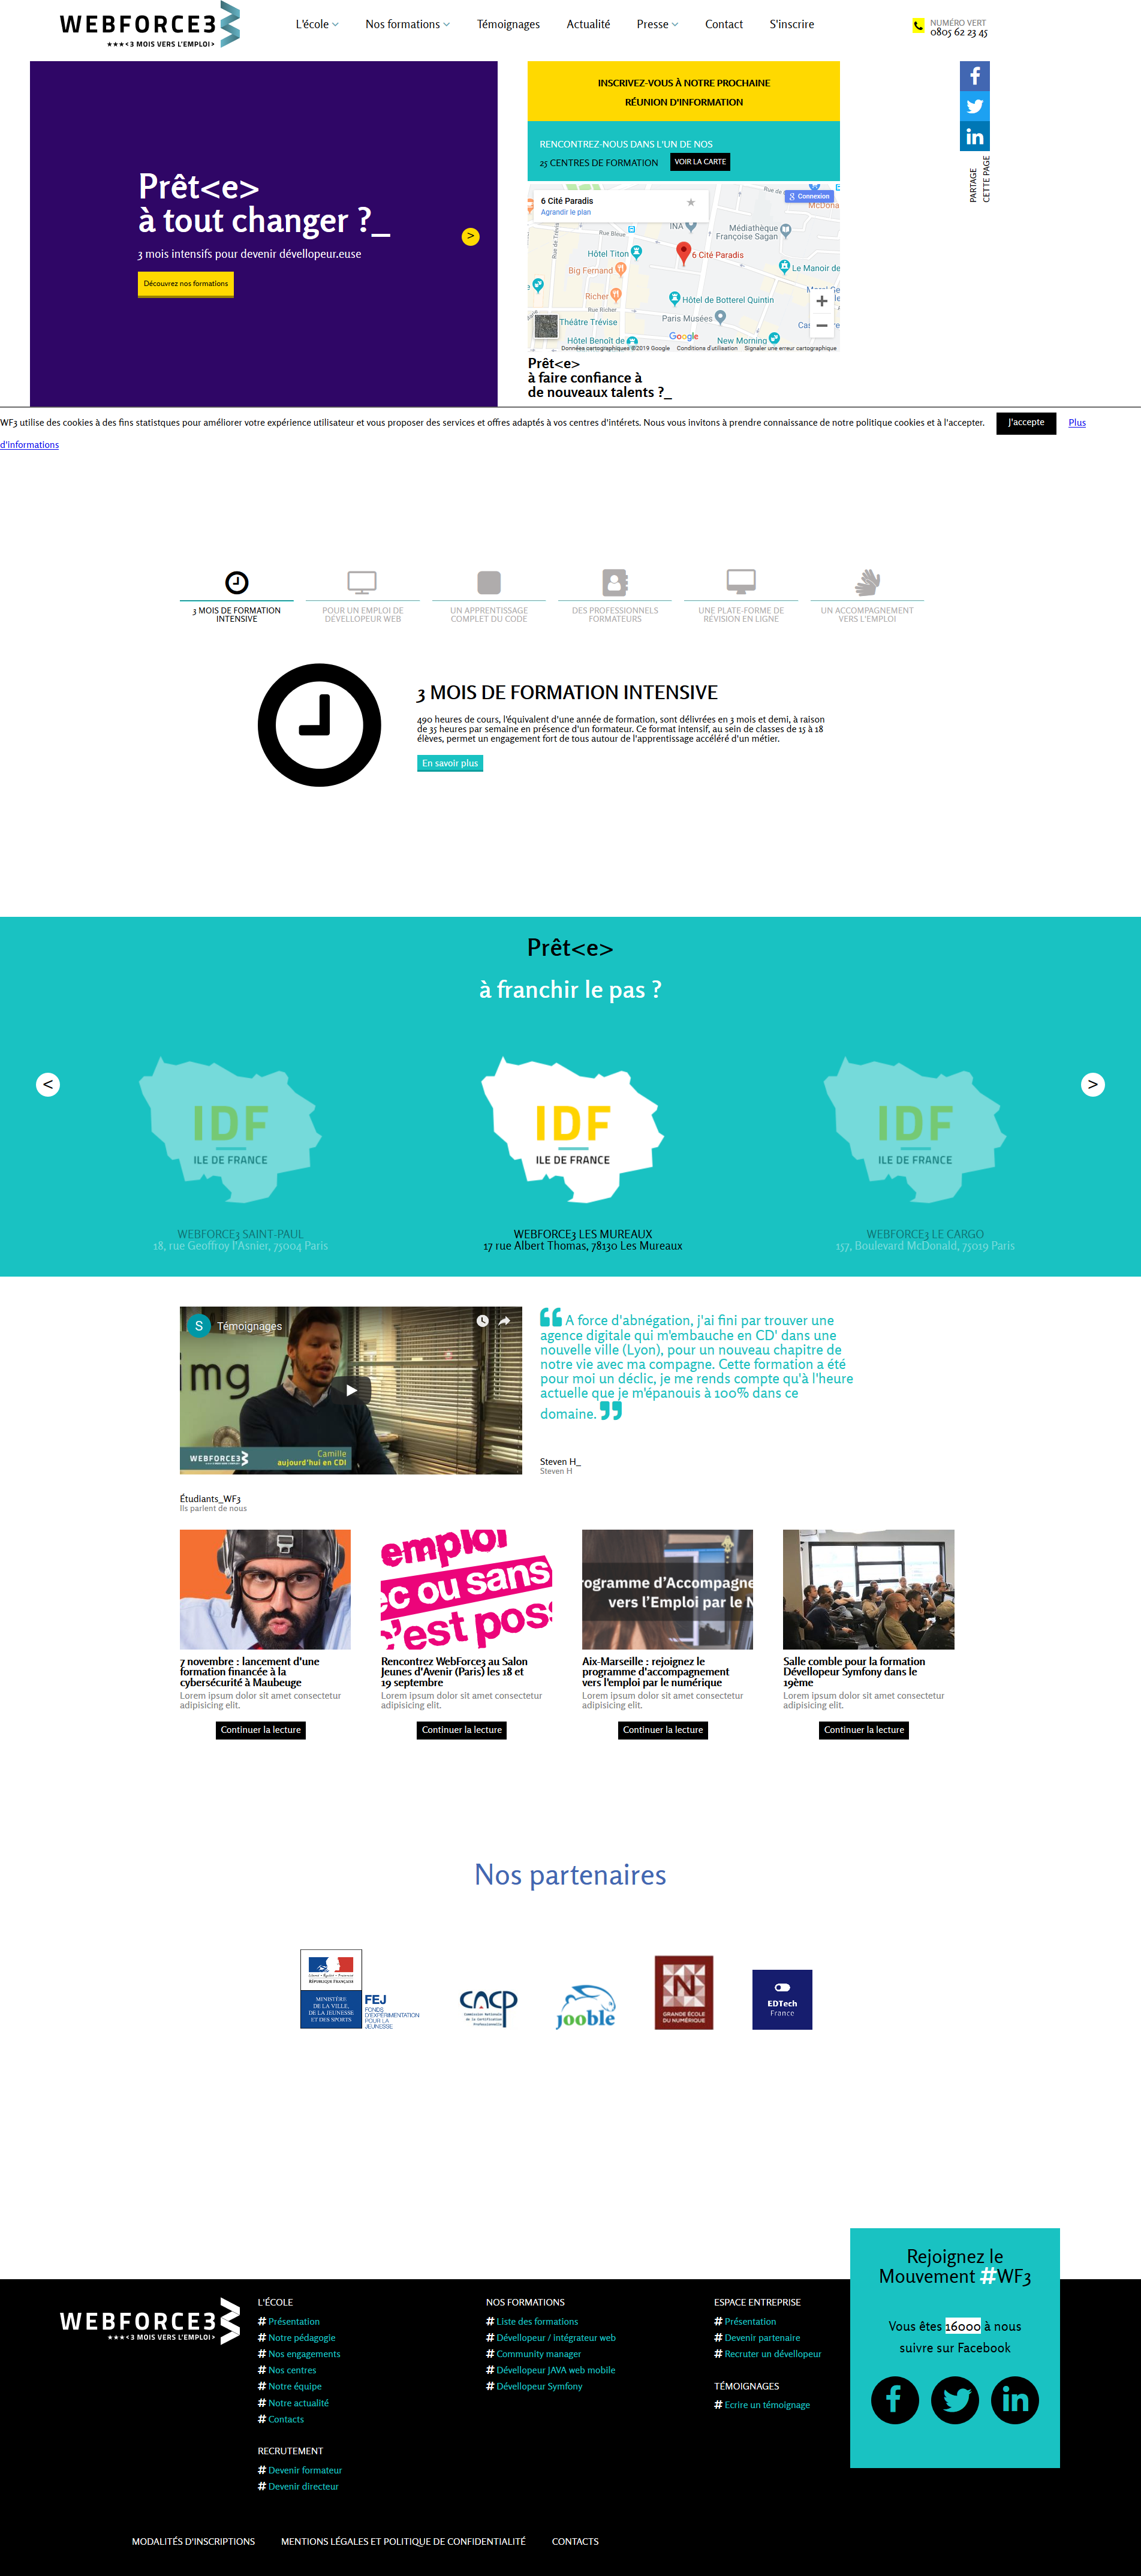 WEBFORCE3
★★★<3 MOIS VERS L'EMPLOI>
L'école
Nos formations
Témoignages
Actualité
Presse
Contact
S'inscrire
NUMÉRO VERT
0805 62 23 45
Prêt<e>
à tout changer ?_
3 mois intensifs pour devenir dévellopeur.euse
Découvrez nos formations
>
INSCRIVEZ-VOUS À NOTRE PROCHAINE
RÉUNION D'INFORMATION
RENCONTREZ-NOUS DANS L'UN DE NOS
25 CENTRES DE FORMATION
VOIR LA CARTE
6 Cité Paradis
Agrandir le plan
Connexion
INA
Médiathèque
Françoise Sagan
Rue Bleue
Hôtel Titon
6 Cité Paradis
Big Fernand
Le Manoir de
Richer
Hôtel de Botterel Quintin
Rue Richer
Paris Musées
Théâtre Trévise
Google
Hôtel Benoît de
New Morning
Données cartographiques ©2019 Google
Conditions d'utilisation
Signaler une erreur cartographique
Prêt<e>
à faire confiance à
de nouveaux talents ?_
PARTAGE
CETTE PAGE
WF3 utilise des cookies à des fins statistques pour améliorer votre expérience utilisateur et vous proposer des services et offres adaptés à vos centres d'intérets. Nous vous invitons à prendre connaissance de notre politique cookies et à l'accepter.
J'accepte
Plus
d'informations
3 MOIS DE FORMATION
INTENSIVE
POUR UN EMPLOI DE
DEVELLOPEUR WEB
UN APPRENTISSAGE
COMPLET DU CODE
DES PROFESSIONNELS
FORMATEURS
UNE PLATE-FORME DE
RÉVISION EN LIGNE
UN ACCOMPAGNEMENT
VERS L'EMPLOI
3 MOIS DE FORMATION INTENSIVE
490 heures de cours, l'équivalent d'une année de formation, sont délivrées en 3 mois et demi, à raison
de 35 heures par semaine en présence d'un formateur. Ce format intensif, au sein de classes de 15 à 18
élèves, permet un engagement fort de tous autour de l'apprentissage accéléré d'un métier.
En savoir plus
Prêt<e>
à franchir le pas ?
<
IDF
ILE DE FRANCE
IDF
ILE DE FRANCE
IDF
ILE DE FRANCE
>
WEBFORCE3 SAINT-PAUL
18, rue Geoffroy l'Asnier, 75004 Paris
WEBFORCE3 LES MUREAUX
17 rue Albert Thomas, 78130 Les Mureaux
WEBFORCE3 LE CARGO
157, Boulevard McDonald, 75019 Paris
S
Témoignages
img
WEBFORCE3
Camille
aujourd'hui en CDI
A force d'abnégation, j'ai fini par trouver une
agence digitale qui m'embauche en CD' dans une
nouvelle ville (Lyon), pour un nouveau chapitre de
notre vie avec ma compagne. Cette formation a été
pour moi un déclic, je me rends compte qu'à l'heure
actuelle que je m'épanouis à 100% dans ce
domaine.
Steven H_
Steven H
Étudiants_WF3
Ils parlent de nous
emploi
ec ou sans
c'est poss
rogramme d'Accompagne
vers l'Emploi par le N
7 novembre : lancement d'une
formation financée à la
cybersécurité à Maubeuge
Lorem ipsum dolor sit amet consectetur
adipisicing elit.
Continuer la lecture
Rencontrez WebForce3 au Salon
Jeunes d'Avenir (Paris) les 18 et
19 septembre
Lorem ipsum dolor sit amet consectetur
adipisicing elit.
Continuer la lecture
Aix-Marseille : rejoignez le
programme d'accompagnement
vers l'emploi par le numérique
Lorem ipsum dolor sit amet consectetur
adipisicing elit.
Continuer la lecture
Salle comble pour la formation
Dévellopeur Symfony dans le
19ème
Lorem ipsum dolor sit amet consectetur
adipisicing elit.
Continuer la lecture
Nos partenaires
RÉPUBLIQUE FRANÇAISE
MINISTÈRE
DE LA VILLE,
DE LA JEUNESSE
ET DES SPORTS
FEJ
FONDS
D'EXPÉRIMENTATION
POUR LA
JEUNESSE
CNCP
Commission Nationale
de la Certification
Professionnelle
jooble
GRANDE ÉCOLE
DU NUMÉRIQUE
EDTech
France
Rejoignez le
Mouvement #WF3
Vous êtes 16000 à nous
suivre sur Facebook
WEBFORCE3
★★★<3 MOIS VERS L'EMPLOI>
L'ÉCOLE
# Présentation
# Notre pédagogie
# Nos engagements
# Nos centres
# Notre équipe
# Notre actualité
# Contacts
RECRUTEMENT
# Devenir formateur
# Devenir directeur
NOS FORMATIONS
# Liste des formations
# Dévellopeur / intégrateur web
# Community manager
# Dévellopeur JAVA web mobile
# Dévellopeur Symfony
ESPACE ENTREPRISE
# Présentation
# Devenir partenaire
# Recruter un dévellopeur
TÉMOIGNAGES
# Ecrire un témoignage
MODALITÉS D'INSCRIPTIONS
MENTIONS LÉGALES ET POLITIQUE DE CONFIDENTIALITÉ
CONTACTS